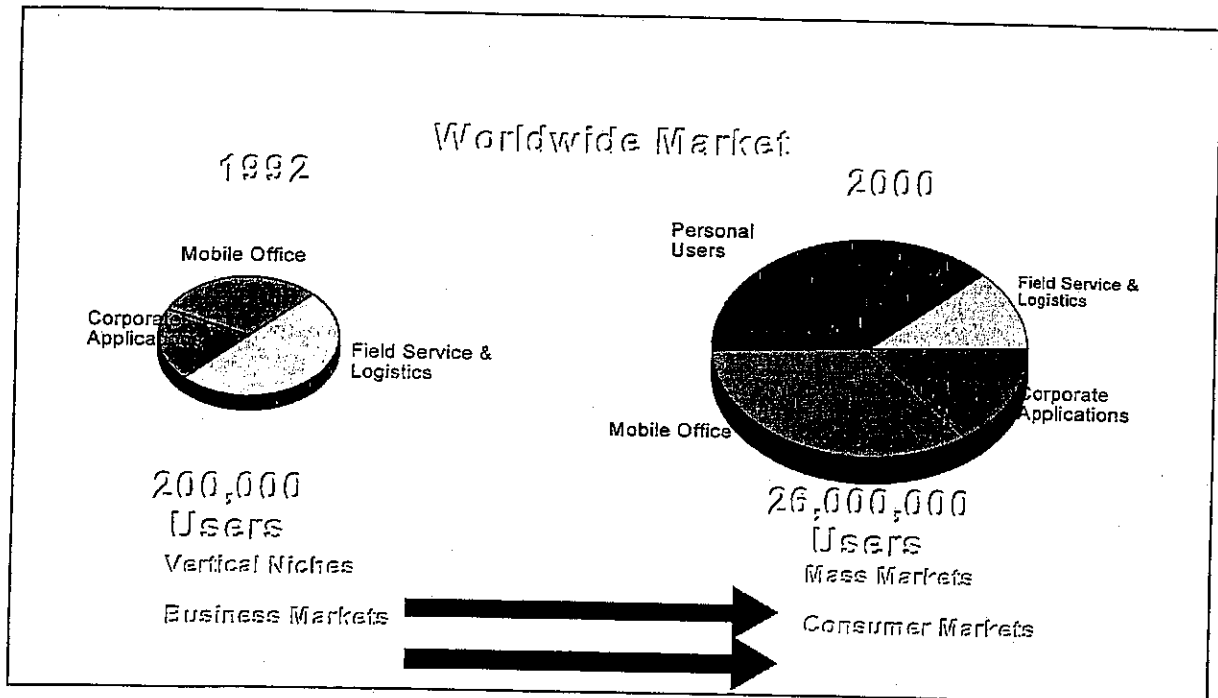 Worldwide Market
1992
2000
Mobile Office
Corporate
Applicati
Field Service &
Logistics
Personal
Users
Field Service &
Logistics
Corporate
Applications
Mobile Office
200,000
Users
Vertical Niches
Business Markets
26,000,000
Users
Mass Markets
Consumer Markets